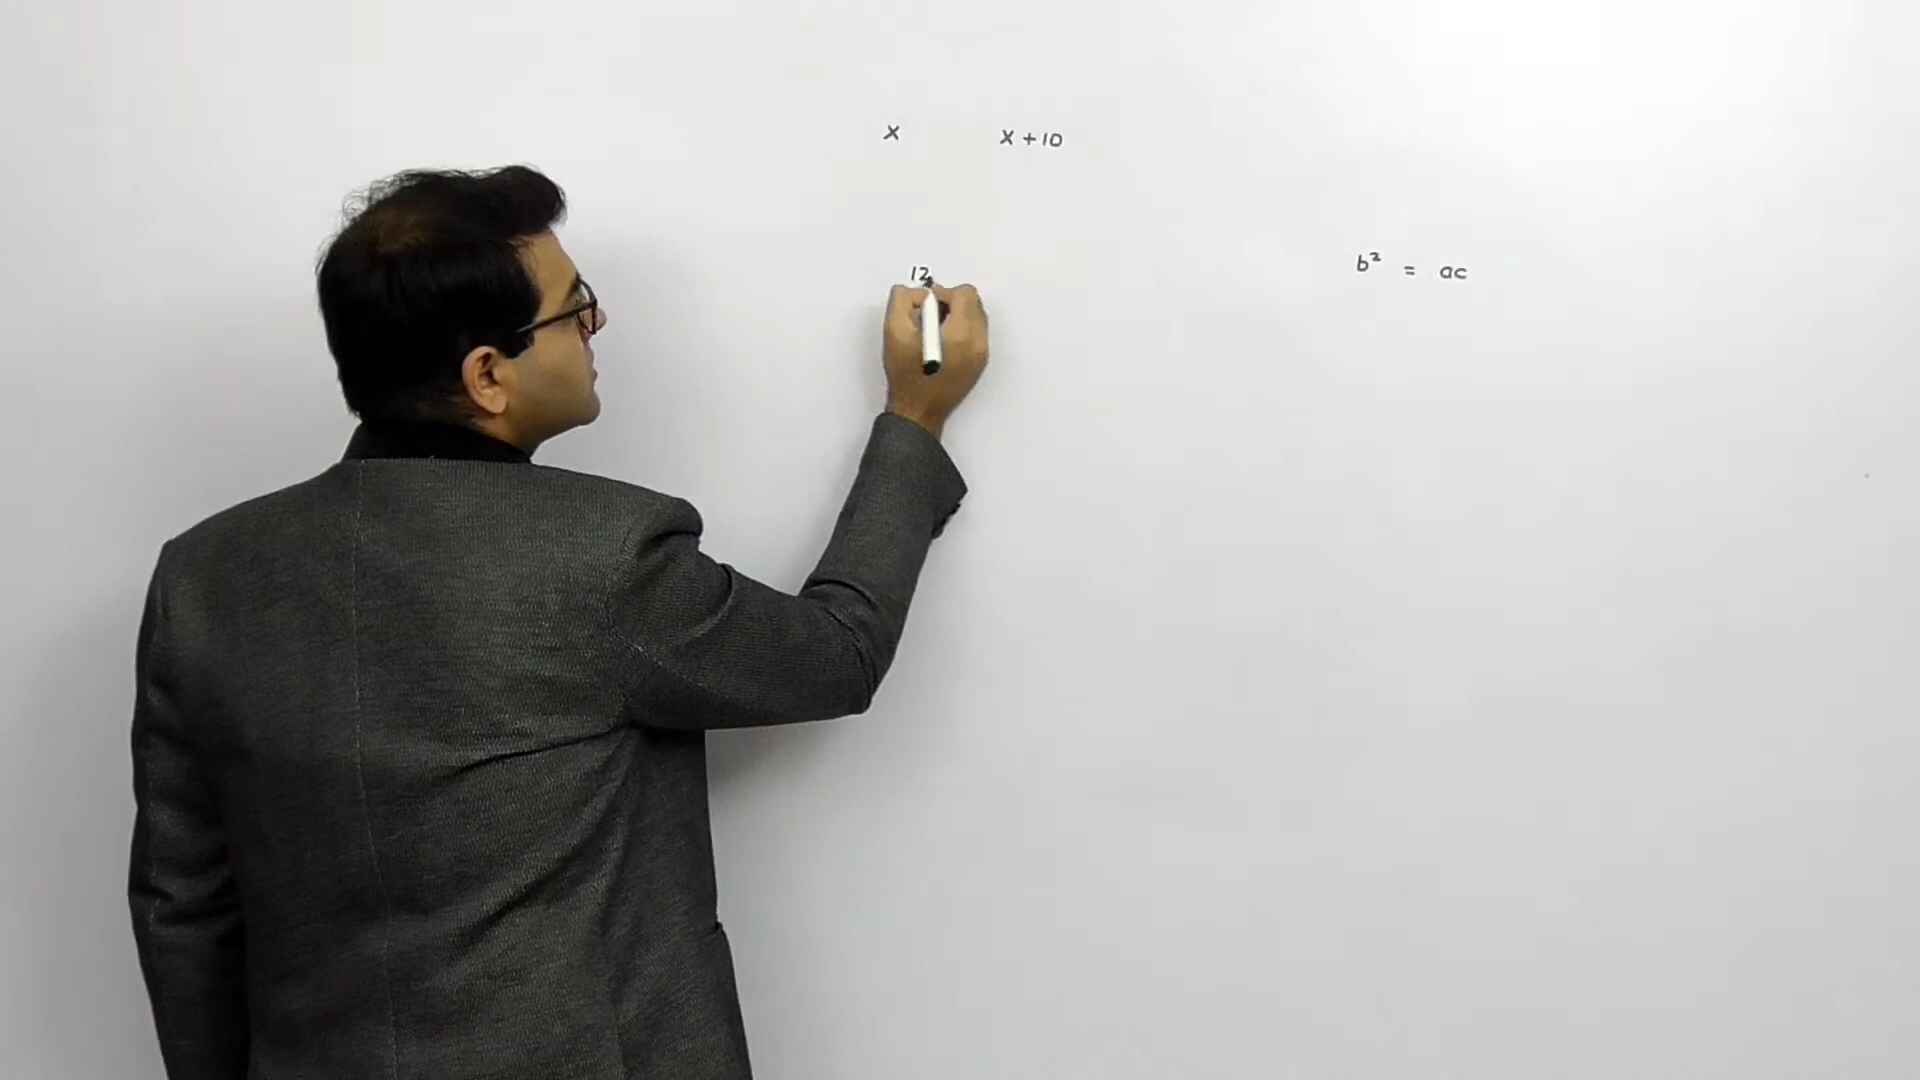 x x + 10
12
b² = ac